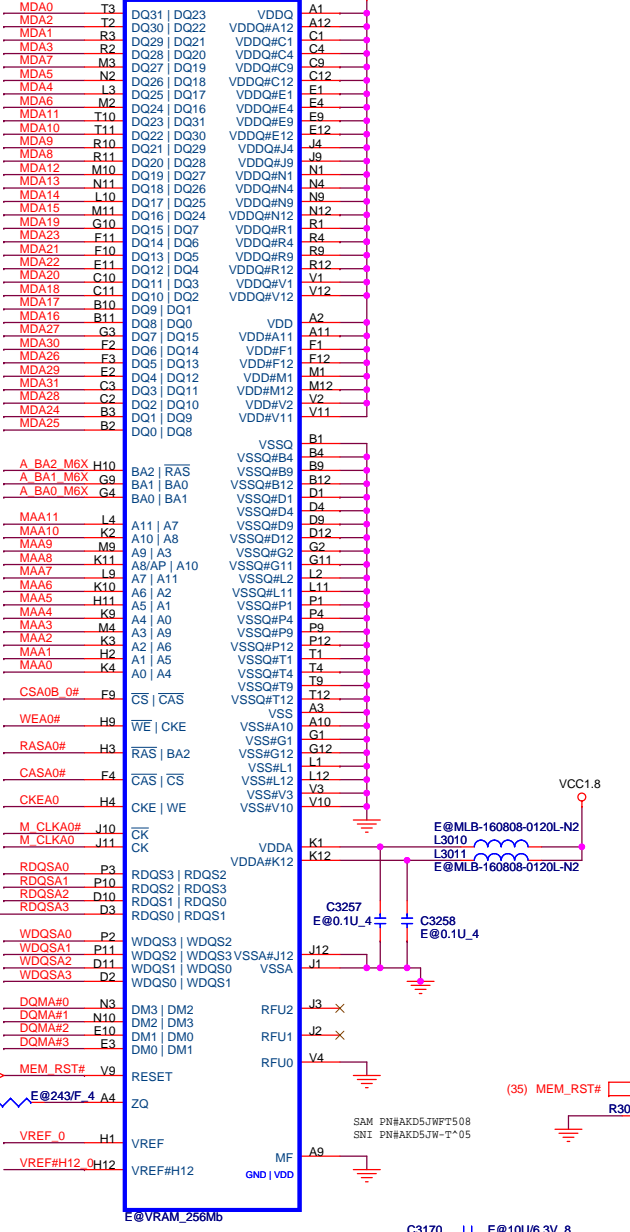 MDA0 T3 DQ31 | DQ23 VDDQ A1
MDA2 T2 DQ30 | DQ22 VDDQ#A12 A12
MDA1 R3 DQ29 | DQ21 VDDQ#C1 C1
MDA3 R2 DQ28 | DQ20 VDDQ#C4 C4
MDA7 M3 DQ27 | DQ19 VDDQ#C9 C9
MDA5 N2 DQ26 | DQ18 VDDQ#C12 C12
MDA4 L3 DQ25 | DQ17 VDDQ#E1 E1
MDA6 M2 DQ24 | DQ16 VDDQ#E4 E4
MDA11 T10 DQ23 | DQ31 VDDQ#E9 E9
MDA10 T11 DQ22 | DQ30 VDDQ#E12 E12
MDA9 R10 DQ21 | DQ29 VDDQ#J4 J4
MDA8 R11 DQ20 | DQ28 VDDQ#J9 J9
MDA12 M10 DQ19 | DQ27 VDDQ#N1 N1
MDA13 N11 DQ18 | DQ26 VDDQ#N4 N4
MDA14 L10 DQ17 | DQ25 VDDQ#N9 N9
MDA15 M11 DQ16 | DQ24 VDDQ#N12 N12
MDA19 G10 DQ15 | DQ7 VDDQ#R1 R1
MDA23 F11 DQ14 | DQ6 VDDQ#R4 R4
MDA21 F10 DQ13 | DQ5 VDDQ#R9 R9
MDA22 E11 DQ12 | DQ4 VDDQ#R12 R12
MDA20 C10 DQ11 | DQ3 VDDQ#V1 V1
MDA18 C11 DQ10 | DQ2 VDDQ#V12 V12
MDA17 B10 DQ9 | DQ1
MDA16 B11 DQ8 | DQ0 VDD A2
MDA27 G3 DQ7 | DQ15 VDD#A11 A11
MDA30 F2 DQ6 | DQ14 VDD#F1 F1
MDA26 F3 DQ5 | DQ13 VDD#F12 F12
MDA29 E2 DQ4 | DQ12 VDD#M1 M1
MDA31 C3 DQ3 | DQ11 VDD#M12 M12
MDA28 C2 DQ2 | DQ10 VDD#V2 V2
MDA24 B3 DQ1 | DQ9 VDD#V11 V11
MDA25 B2 DQ0 | DQ8
VSSQ B1
VSSQ#B4 B4
A_BA2_M6X H10 BA2 | RAS VSSQ#B9 B9
A_BA1_M6X G9 BA1 | BA0 VSSQ#B12 B12
A_BA0_M6X G4 BA0 | BA1 VSSQ#D1 D1
VSSQ#D4 D4
MAA11 L4 A11 | A7 VSSQ#D9 D9
MAA10 K2 A10 | A8 VSSQ#D12 D12
MAA9 M9 A9 | A3 VSSQ#G2 G2
MAA8 K11 A8/AP | A10 VSSQ#G11 G11
MAA7 L9 A7 | A11 VSSQ#L2 L2
MAA6 K10 A6 | A2 VSSQ#L11 L11
MAA5 H11 A5 | A1 VSSQ#P1 P1
MAA4 K9 A4 | A0 VSSQ#P4 P4
MAA3 M4 A3 | A9 VSSQ#P9 P9
MAA2 K3 A2 | A6 VSSQ#P12 P12
MAA1 H2 A1 | A5 VSSQ#T1 T1
MAA0 K4 A0 | A4 VSSQ#T4 T4
VSSQ#T9 T9
CSA0B_0# F9 CS | CAS VSSQ#T12 T12
VSS A3
WEA0# H9 WE | CKE VSS#A10 A10
VSS#G1 G1
RASA0# H3 RAS | BA2 VSS#G12 G12
VSS#L1 L1
CASA0# F4 CAS | CS VSS#L12 L12
VSS#V3 V3
CKEA0 H4 CKE | WE VSS#V10 V10
VCC1.8
M_CLKA0# J10 CK
M_CLKA0 J11 CK
E@MLB-160808-0120L-N2
VDDA K1 L3010
VDDA#K12 K12 L3011
E@MLB-160808-0120L-N2
RDQSA0 P3 RDQS3 | RDQS2
RDQSA1 P10 RDQS2 | RDQS3
RDQSA2 D10 RDQS1 | RDQS0
RDQSA3 D3 RDQS0 | RDQS1
C3257 E@0.1U_4
C3258 E@0.1U_4
WDQSA0 P2 WDQS3 | WDQS2
WDQSA1 P11 WDQS2 | WDQS3 VSSA#J12 J12
WDQSA2 D11 WDQS1 | WDQS0 VSSA J1
WDQSA3 D2 WDQS0 | WDQS1
DQMA#0 N3 DM3 | DM2 RFU2 J3
DQMA#1 N10 DM2 | DM3
DQMA#2 E10 DM1 | DM0 RFU1 J2
DQMA#3 E3 DM0 | DM1
RFU0 V4
MEM_RST# V9 RESET
E@243/F_4 A4 ZQ
(35) MEM_RST#
R30
SAM PN#AKD5JWFT508
SNI PN#AKD5JW-T^05
VREF_0 H1 VREF
MF A9
VREF#H12_0 H12 VREF#H12
GND | VDD
E@VRAM_256Mb
C3170 E@10U/6.3V_8